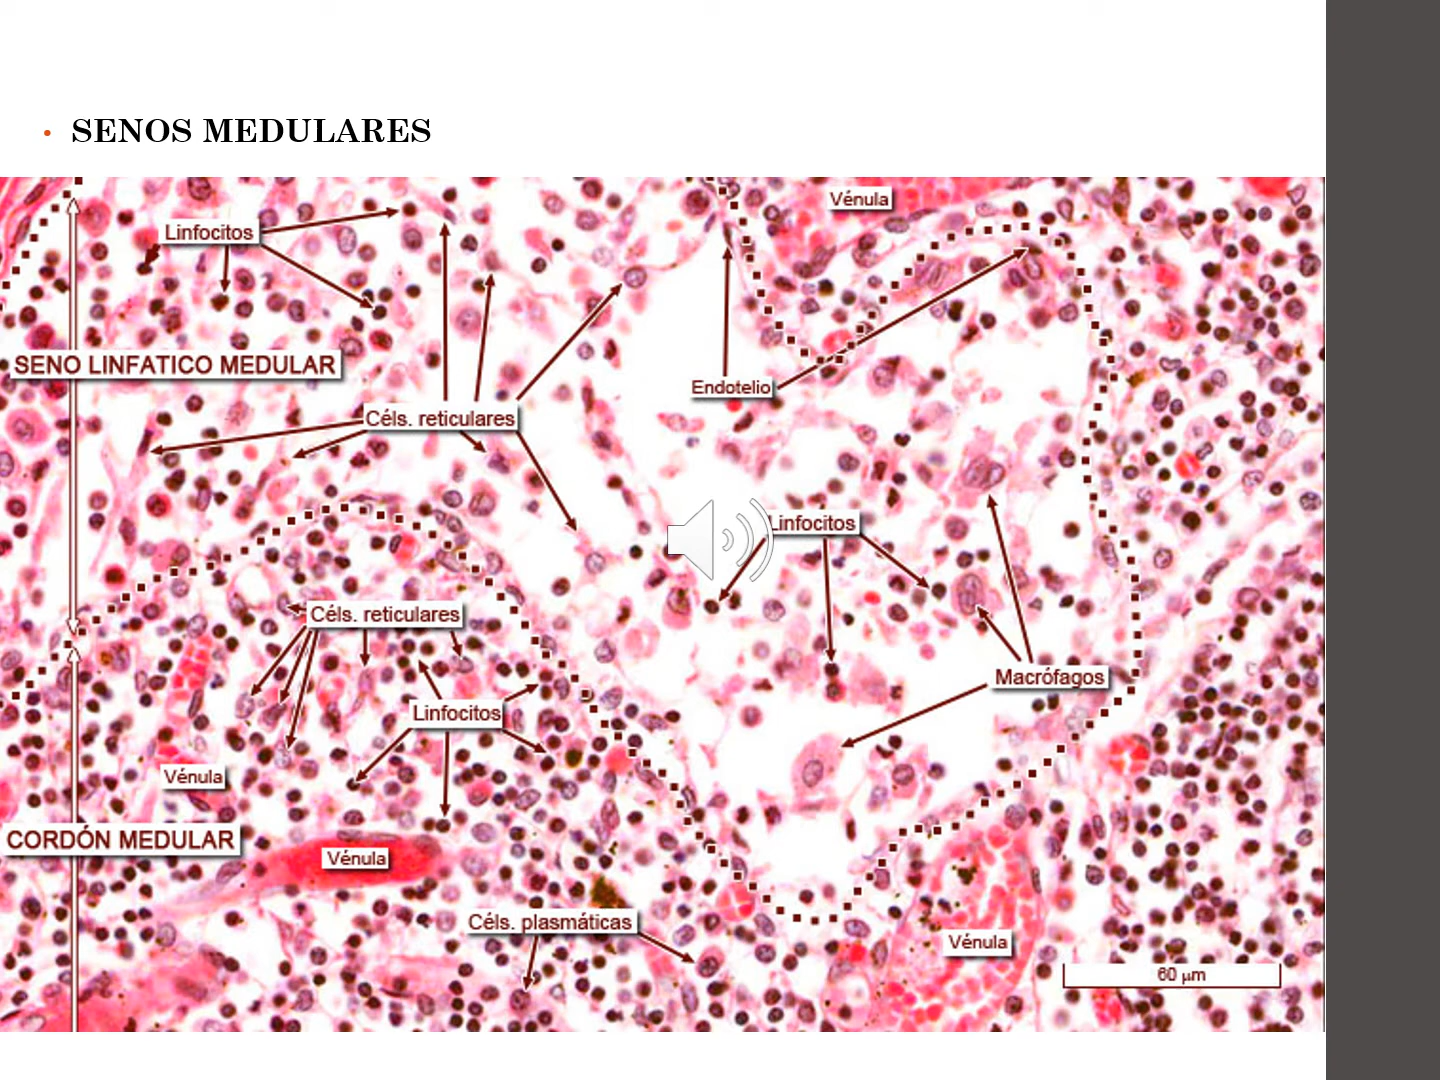 • SENOS MEDULARES
Vénula
Linfocitos
SENO LINFATICO MEDULAR
Endotelio
Céls. reticulares
Linfocitos
Céls. reticulares
Macrófagos
Linfocitos
Vénula
CORDÓN MEDULAR
Vénula
Céls. plasmáticas
Vénula
60 µm